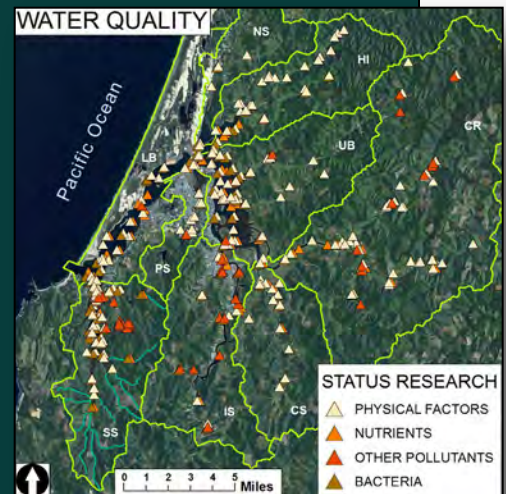 WATER QUALITY
NS
HI
CR
Pacific Ocean
LB
UB
PS
SS
IS
CS
STATUS RESEARCH
PHYSICAL FACTORS
NUTRIENTS
OTHER POLLUTANTS
BACTERIA
0 1 2 3 4 5
Miles